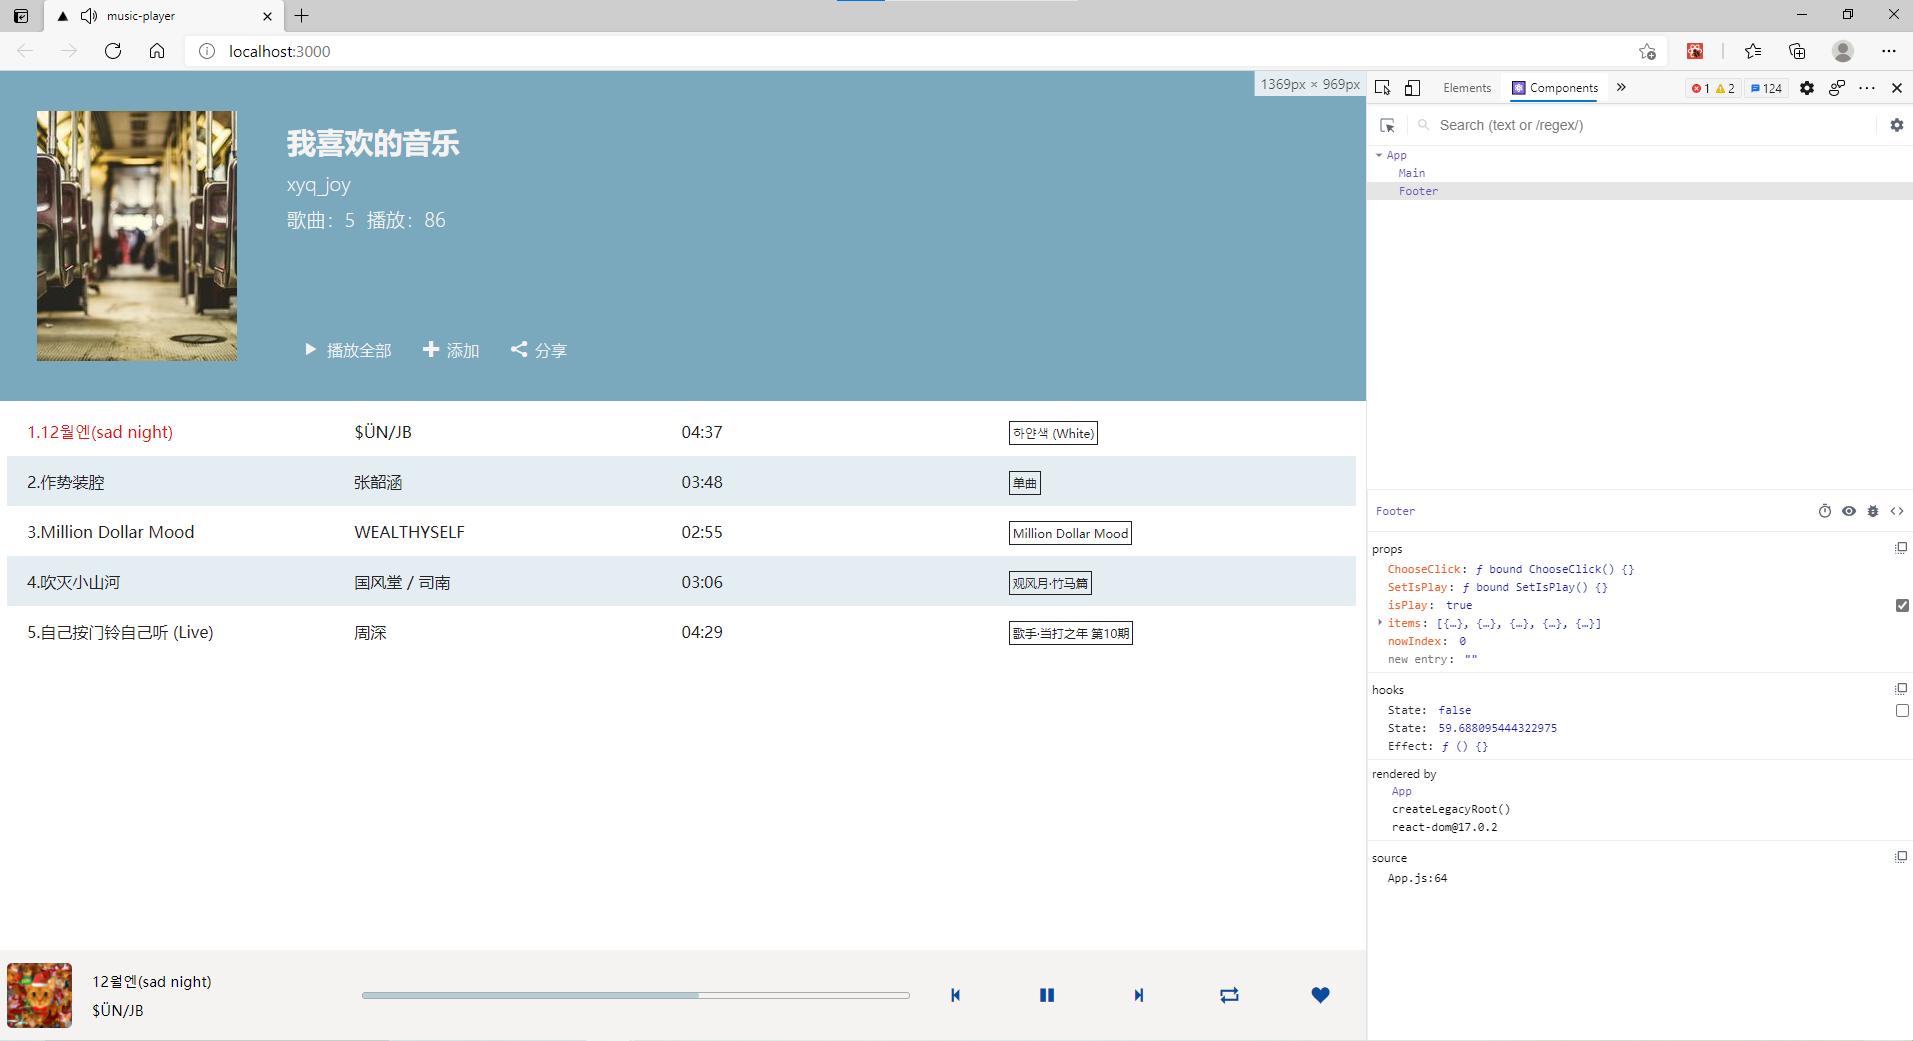 music-player
localhost:3000
1369px × 969px
我喜欢的音乐
xyq_joy
歌曲：5 播放：86
播放全部 添加 分享
1.12월엔(sad night) $ÜN/JB 04:37 하얀색 (White)
2.作势装腔 张韶涵 03:48 单曲
3.Million Dollar Mood WEALTHYSELF 02:55 Million Dollar Mood
4.吹灭小山河 国风堂 / 司南 03:06 观风月·竹马篇
5.自己按门铃自己听 (Live) 周深 04:29 歌手·当打之年 第10期
12월엔(sad night)
$ÜN/JB
Elements Components 1 2 124
Search (text or /regex/)
App
Main
Footer
Footer
props
ChooseClick: ƒ bound ChooseClick() {}
SetIsPlay: ƒ bound SetIsPlay() {}
isPlay: true
items: [{…}, {…}, {…}, {…}, {…}]
nowIndex: 0
new entry: ""
hooks
State: false
State: 59.688095444322975
Effect: ƒ () {}
rendered by
App
createLegacyRoot()
react-dom@17.0.2
source
App.js:64